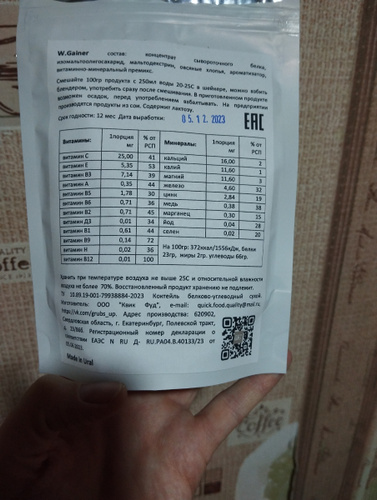 W.Gainer состав: концентрат сывороточного белка,
изомальтоолигосахарид, мальтодекстрин, овсяные хлопья, ароматизатор,
витаминно-минеральный премикс.
Смешайте 100гр продукта с 250мл воды 20-25С в шейкере, можно взбить
блендером, употребить сразу после смешивания. В приготовленном продукте
возможен осадок, перед употреблением взбалтывать. На предприятии
производятся продукты из сои. Содержит лактозу.
Срок годности: 12 мес Дата выработки: 05.12.2023 EAC
Витамины: 1порция мг % от РСП Минералы: 1порция мг % от РСП
витамин С 25,00 41 кальций 16,00 2
витамин Е 5,35 53 калий 11,60 1
витамин В3 7,14 39 магний 11,60 3
витамин А 0,35 44 железо 4,60 32
витамин В5 1,78 30 цинк 2,84 19
витамин В6 0,71 36 медь 0,38 38
витамин В2 0,71 45 марганец 0,30 15
витамин Д3 0,01 34 йод 0,04 28
витамин В1 0,61 44 селен 0,02 20
витамин В9 0,14 72 На 100гр: 372ккал/1556кДж, белки
витамин Н 0,02 36 23гр, жиры 2гр. углеводы 66гр.
витамин В12 0,01 100
Хранить при температуре воздуха не выше 25С и относительной влажности
воздуха не более 70%. Восстановленный продукт хранению не подлежит.
ТУ 10.89.19-001-79938884-2023 Коктейль белково-углеводный сухой.
Изготовитель: ООО "Квик Фуд", e-mail: quick.food.quality@mail.ru,
vk.com/grubs_up. Адрес производства: 620902,
Свердловская область, г. Екатеринбург, Полевской тракт,
Регистрационный номер декларации о
соответствии ЕАЭС N RU Д- RU.РА04.В.40133/23 от
Made in Ural
Coffee